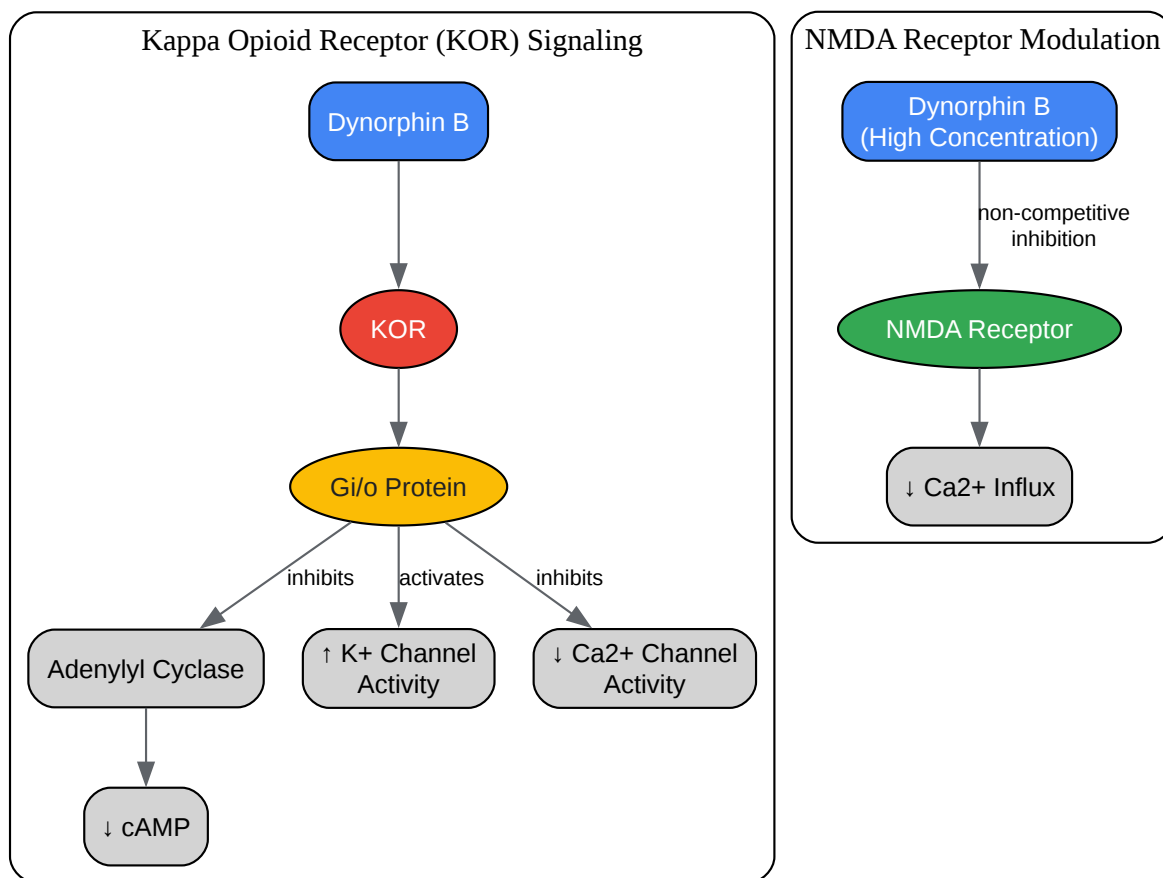 Kappa Opioid Receptor (KOR) Signaling
Dynorphin B
KOR
Gi/o Protein
inhibits
activates
inhibits
Adenylyl Cyclase
↑ K+ Channel
Activity
↓ Ca2+ Channel
Activity
↓ cAMP
NMDA Receptor Modulation
Dynorphin B
(High Concentration)
non-competitive
inhibition
NMDA Receptor
↓ Ca2+ Influx